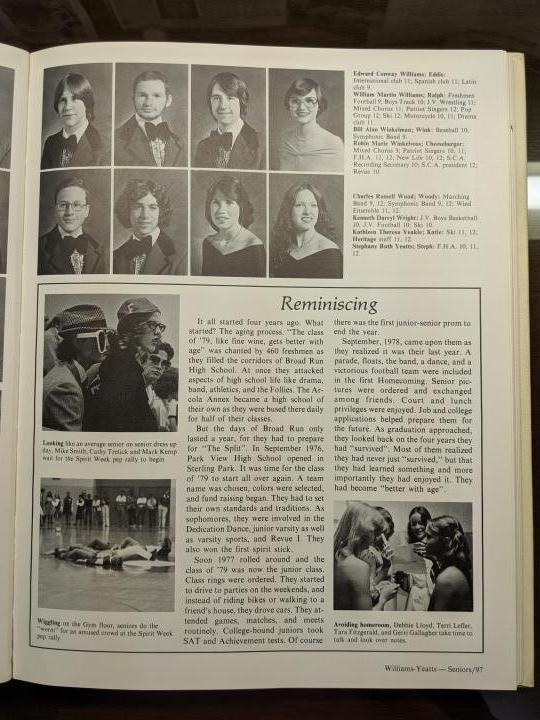 Edward Conway Williams; Eddie:
International club 11; Spanish club 11; Latin
club 9.
William Martin Williams; Ralph: Freshmen
Football 9; Boys Track 10; J.V. Wrestling 11;
Mixed Chorus 11; Patriot Singers 12; Pop
Group 12; Ski 12; Motorcycle 10, 11; Drama
club 11.
Bill Alan Winkelman; Wink: Baseball 10,
Symphonic Band 9.
Robin Marie Winkelvoss; Cheeseburger:
Mixed Chorus 9; Patriot Singers 10, 11;
F.H.A. 11, 12; New Life 10, 12; S.C.A.
Recording Secretary 10; S.C.A. president 12;
Revue 10.
Charles Russell Wood; Woody: Marching
Band 9, 12; Symphonic Band 9, 12; Wind
Ensemble 11, 12.
Kenneth Darryl Wright: J.V. Boys Basketball
10; J.V. Football 10; Ski 10.
Kathleen Theresa Yeakle; Katie: Ski 11, 12;
Heritage staff 11, 12.
Stephany Ruth Yeatts; Steph: F.H.A. 10, 11,
12.
Reminiscing
It all started four years ago. What
started? The aging process. "The class
of '79, like fine wine, gets better with
age" was chanted by 460 freshmen as
they filled the corridors of Broad Run
High School. At once they attacked
aspects of high school life like drama,
band, athletics, and the Follies. The Ar-
cola Annex became a high school of
their own as they were bused there daily
for half of their classes.
But the days of Broad Run only
lasted a year, for they had to prepare
for "The Split". In September 1976,
Park View High School opened in
Sterling Park. It was time for the class
of '79 to start all over again. A team
name was chosen, colors were selected,
and fund raising began. They had to set
their own standards and traditions. As
sophomores, they were involved in the
Dedication Dance, junior varsity as well
as varsity sports, and Revue I. They
also won the first spirit stick.
Soon 1977 rolled around and the
class of '79 was now the junior class.
Class rings were ordered. They started
to drive to parties on the weekends, and
instead of riding bikes or walking to a
friend's house, they drove cars. They at-
tended games, matches, and meets
routinely. College-bound juniors took
SAT and Achievement tests. Of course
there was the first junior-senior prom to
end the year.
September, 1978, came upon them as
they realized it was their last year. A
parade, floats, the band, a dance, and a
victorious football team were included
in the first Homecoming. Senior pic-
tures were ordered and exchanged
among friends. Court and lunch
privileges were enjoyed. Job and college
applications helped prepare them for
the future. As graduation approached,
they looked back on the four years they
had "survived". Most of them realized
they had never just "survived," but that
they had learned something and more
importantly they had enjoyed it. They
had become "better with age".
Looking like an average senior on senior dress up
day, Mike Smith, Cathy Tretick and Mark Kemp
wait for the Spirit Week pep rally to begin.
Wiggling on the Gym floor, seniors do the
"worm" for an amused crowd at the Spirit Week
pep rally.
Avoiding homeroom, Debbie Lloyd, Terri Lefler,
Tara Fitzgerald, and Gerri Gallagher take time to
talk and look over notes.
Williams-Yeatts — Seniors/97